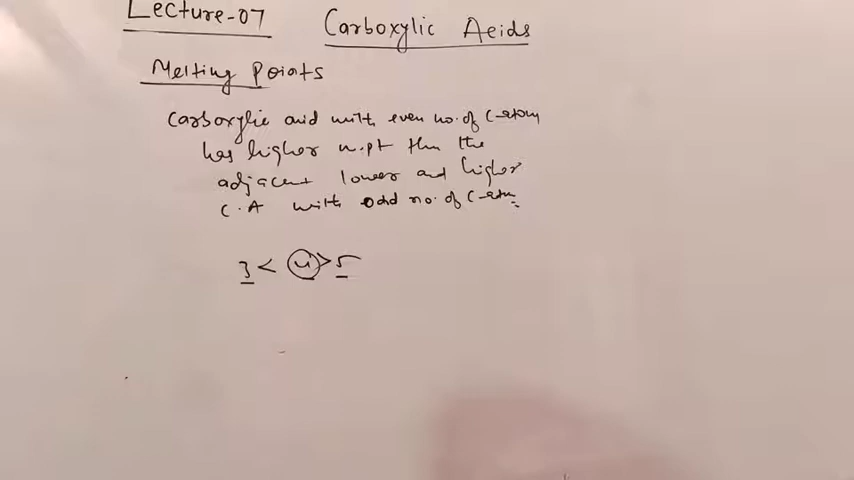 Lecture-07
Carboxylic Acids
Melting Points
Carboxylic acid with even no. of C-atom
has higher m.pt than the
adjacent lower and higher
C.A with odd no. of C-atom
3 < 4 > 5